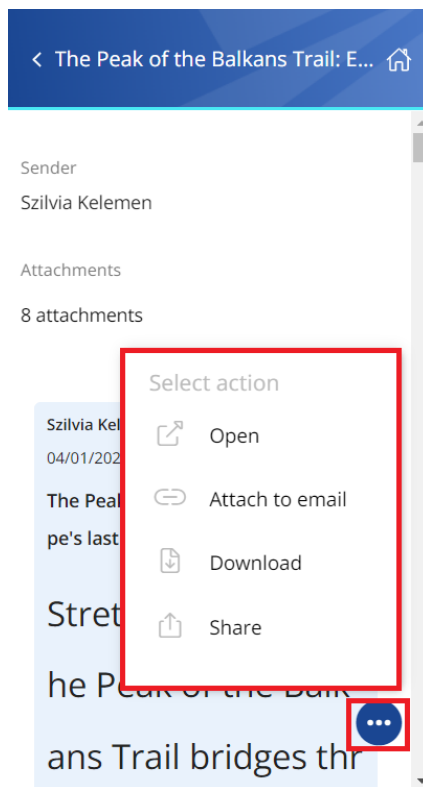 The Peak of the Balkans Trail: E...
Sender
Szilvia Kelemen
Attachments
8 attachments
Select action
Open
Attach to email
Download
Share
Szilvia Kel
04/01/202
The Peal
pe's last
Stret
he Peak of the Balk
ans Trail bridges thr